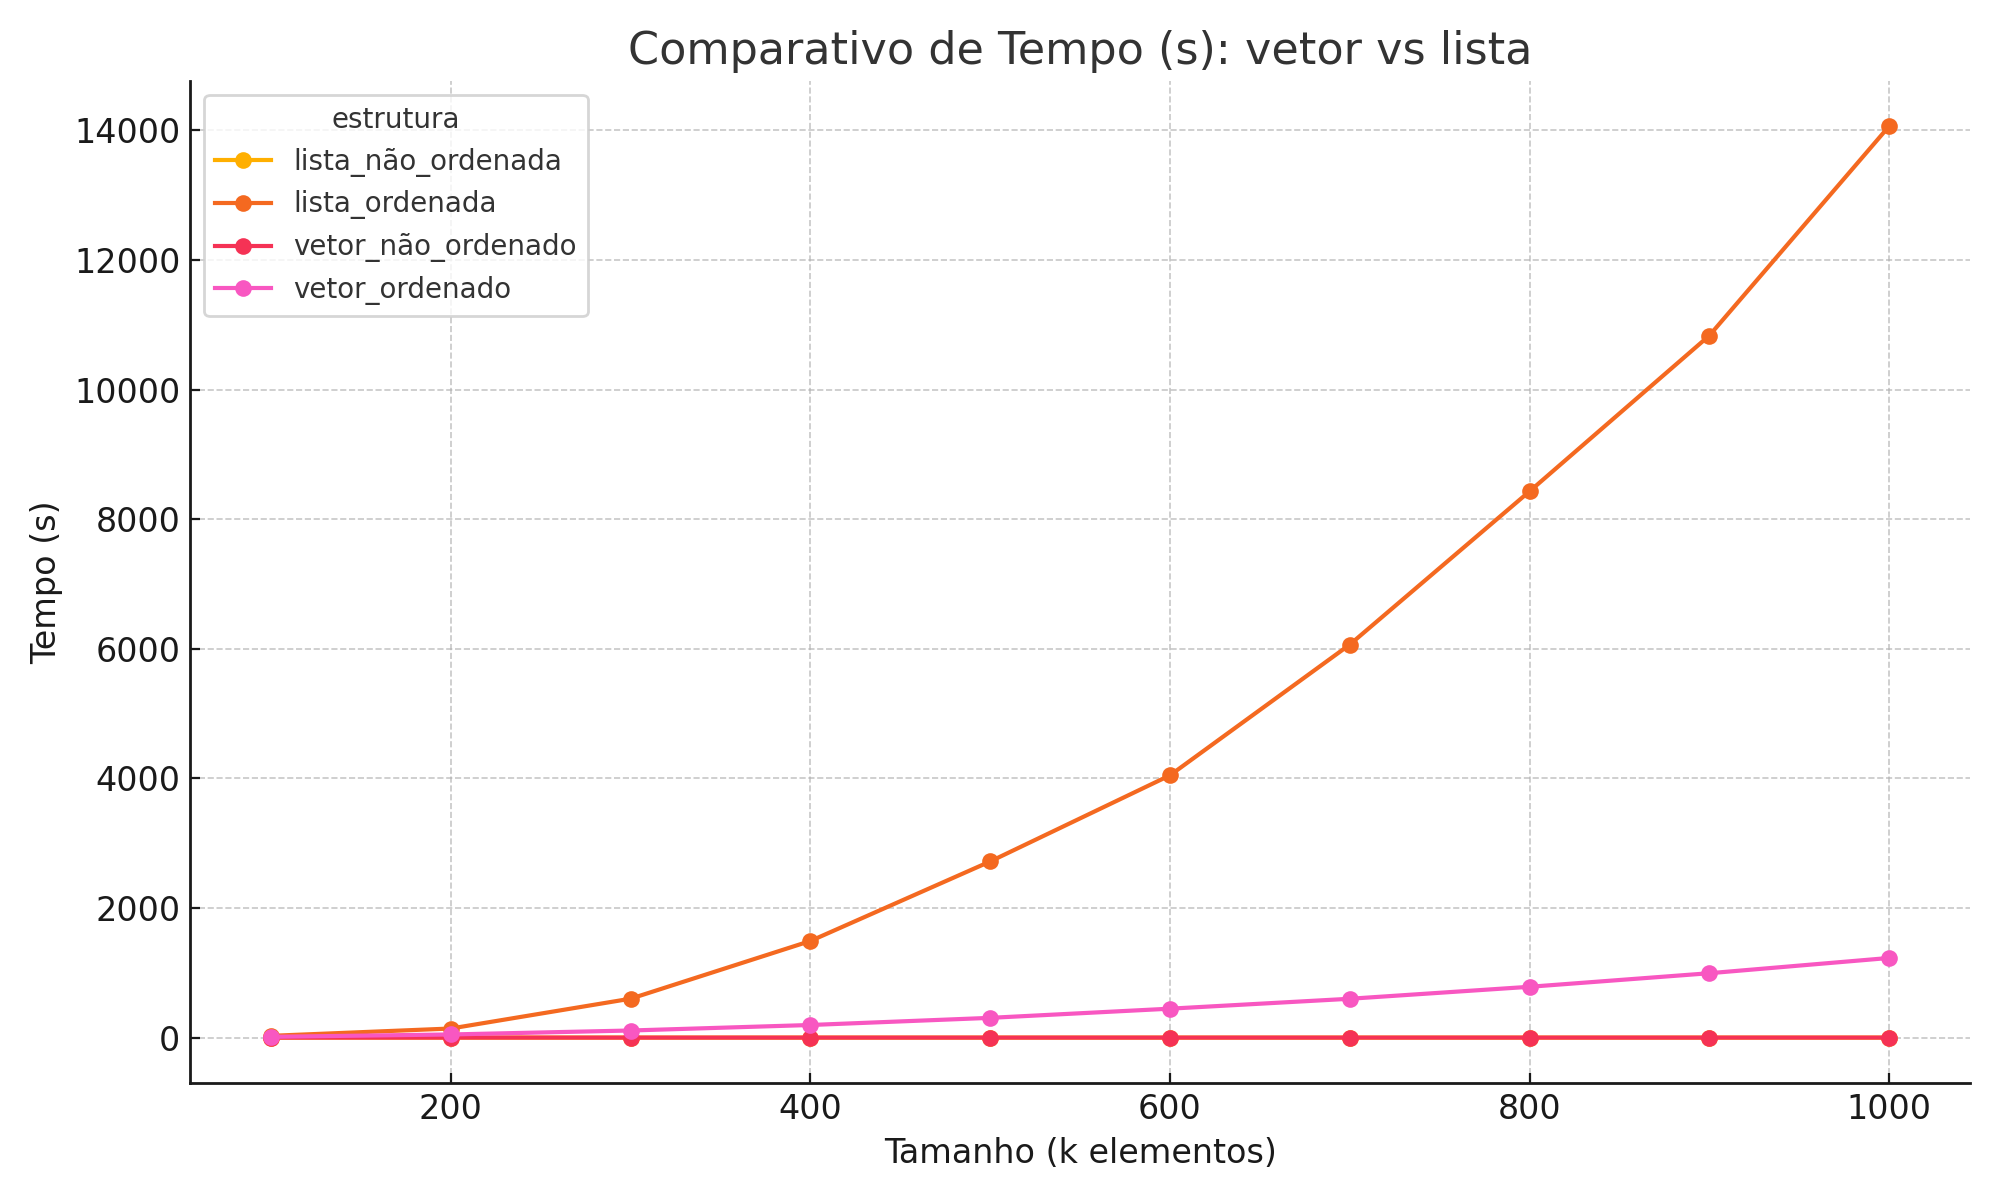 Comparativo de Tempo (s): vetor vs lista
estrutura
lista_não_ordenada
lista_ordenada
vetor_não_ordenado
vetor_ordenado
14000
12000
10000
8000
6000
4000
2000
0
Tempo (s)
200
400
600
800
1000
Tamanho (k elementos)